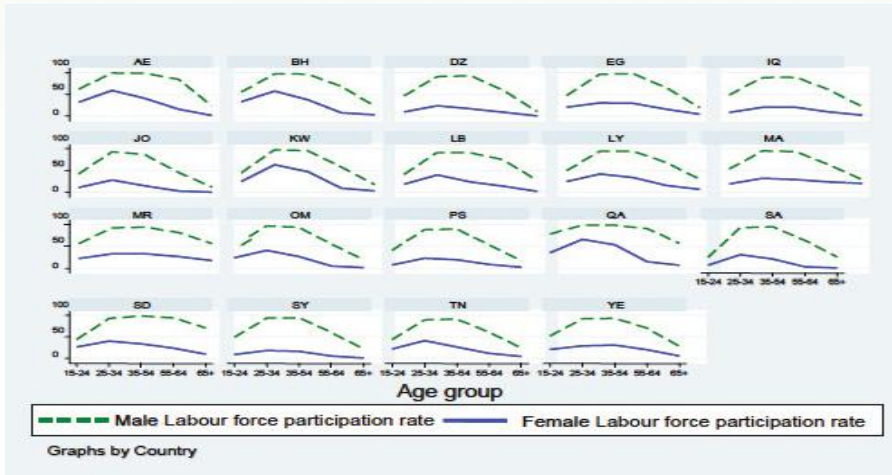 AE BH DZ EG IQ
100
50
0
JO KW LB LY MA
100
50
0
MR OM PS QA SA
100
50
0
15-24 25-34 35-54 55-64 65+
SD SY TN YE
100
50
0
15-24 25-34 35-54 55-64 65+ 15-24 25-34 35-54 55-64 65+ 15-24 25-34 35-54 55-64 65+ 15-24 25-34 35-54 55-64 65+
Age group
Male Labour force participation rate Female Labour force participation rate
Graphs by Country